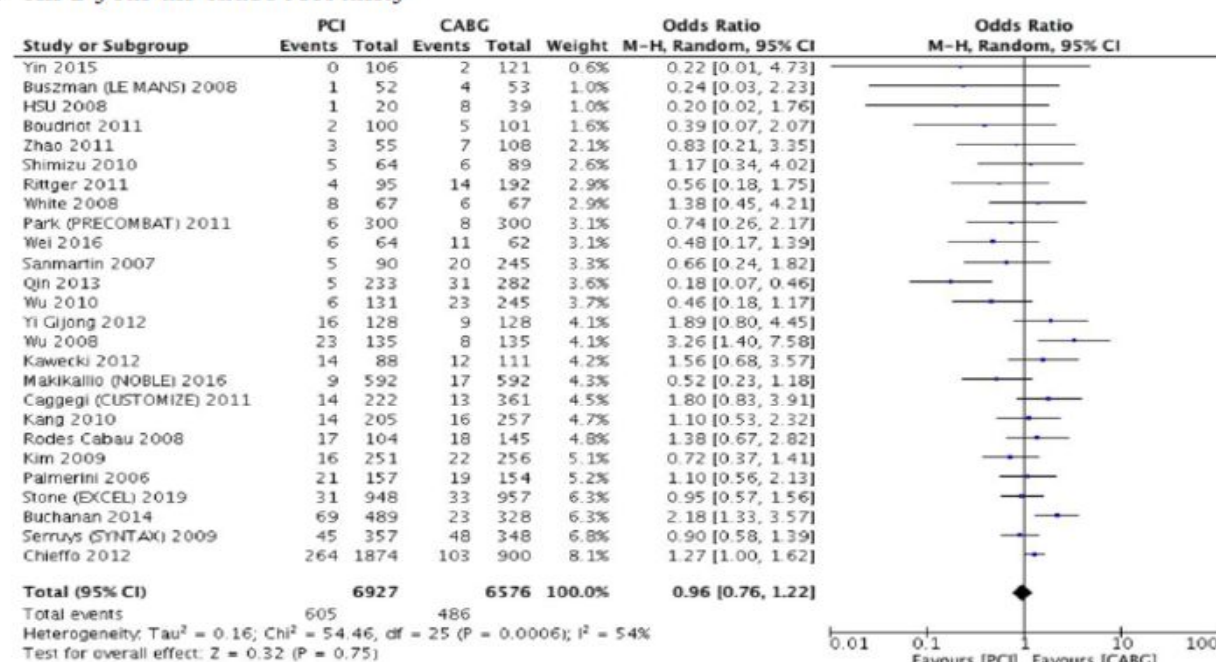 PCI CABG Odds Ratio Odds Ratio
Study or Subgroup Events Total Events Total Weight M-H, Random, 95% CI M-H, Random, 95% CI
Yin 2015 0 106 2 121 0.6% 0.22 [0.01, 4.73]
Buszman (LE MANS) 2008 1 52 4 53 1.0% 0.24 [0.03, 2.23]
HSU 2008 1 20 8 39 1.0% 0.20 [0.02, 1.76]
Boudriot 2011 2 100 5 101 1.6% 0.39 [0.07, 2.07]
Zhao 2011 3 55 7 108 2.1% 0.83 [0.21, 3.35]
Shimizu 2010 5 64 6 89 2.6% 1.17 [0.34, 4.02]
Rittger 2011 4 95 14 192 2.9% 0.56 [0.18, 1.75]
White 2008 8 67 6 67 2.9% 1.38 [0.45, 4.21]
Park (PRECOMBAT) 2011 6 300 8 300 3.1% 0.74 [0.26, 2.17]
Wei 2016 6 64 11 62 3.1% 0.48 [0.17, 1.39]
Sanmartin 2007 5 90 20 245 3.3% 0.66 [0.24, 1.82]
Qin 2013 5 233 31 282 3.6% 0.18 [0.07, 0.46]
Wu 2010 6 131 23 245 3.7% 0.46 [0.18, 1.17]
Yi Gijong 2012 16 128 9 128 4.1% 1.89 [0.80, 4.45]
Wu 2008 23 135 8 135 4.1% 3.26 [1.40, 7.58]
Kawecki 2012 14 88 12 111 4.2% 1.56 [0.68, 3.57]
Makikallio (NOBLE) 2016 9 592 17 592 4.3% 0.52 [0.23, 1.18]
Caggegi (CUSTOMIZE) 2011 14 222 13 361 4.5% 1.80 [0.83, 3.91]
Kang 2010 14 205 16 257 4.7% 1.10 [0.53, 2.32]
Rodes Cabau 2008 17 104 18 145 4.8% 1.38 [0.67, 2.82]
Kim 2009 16 251 22 256 5.1% 0.72 [0.37, 1.41]
Palmerini 2006 21 157 19 154 5.2% 1.10 [0.56, 2.13]
Stone (EXCEL) 2019 31 948 33 957 6.3% 0.95 [0.57, 1.56]
Buchanan 2014 69 489 23 328 6.3% 2.18 [1.33, 3.57]
Serruys (SYNTAX) 2009 45 357 48 348 6.8% 0.90 [0.58, 1.39]
Chieffo 2012 264 1874 103 900 8.1% 1.27 [1.00, 1.62]
Total (95% CI) 6927 6576 100.0% 0.96 [0.76, 1.22]
Total events 605 486
Heterogeneity: Tau² = 0.16; Chi² = 54.46, df = 25 (P = 0.0006); I² = 54%
Test for overall effect: Z = 0.32 (P = 0.75)
0.01 0.1 1 10 100
Favours [PCI] Favours [CABG]